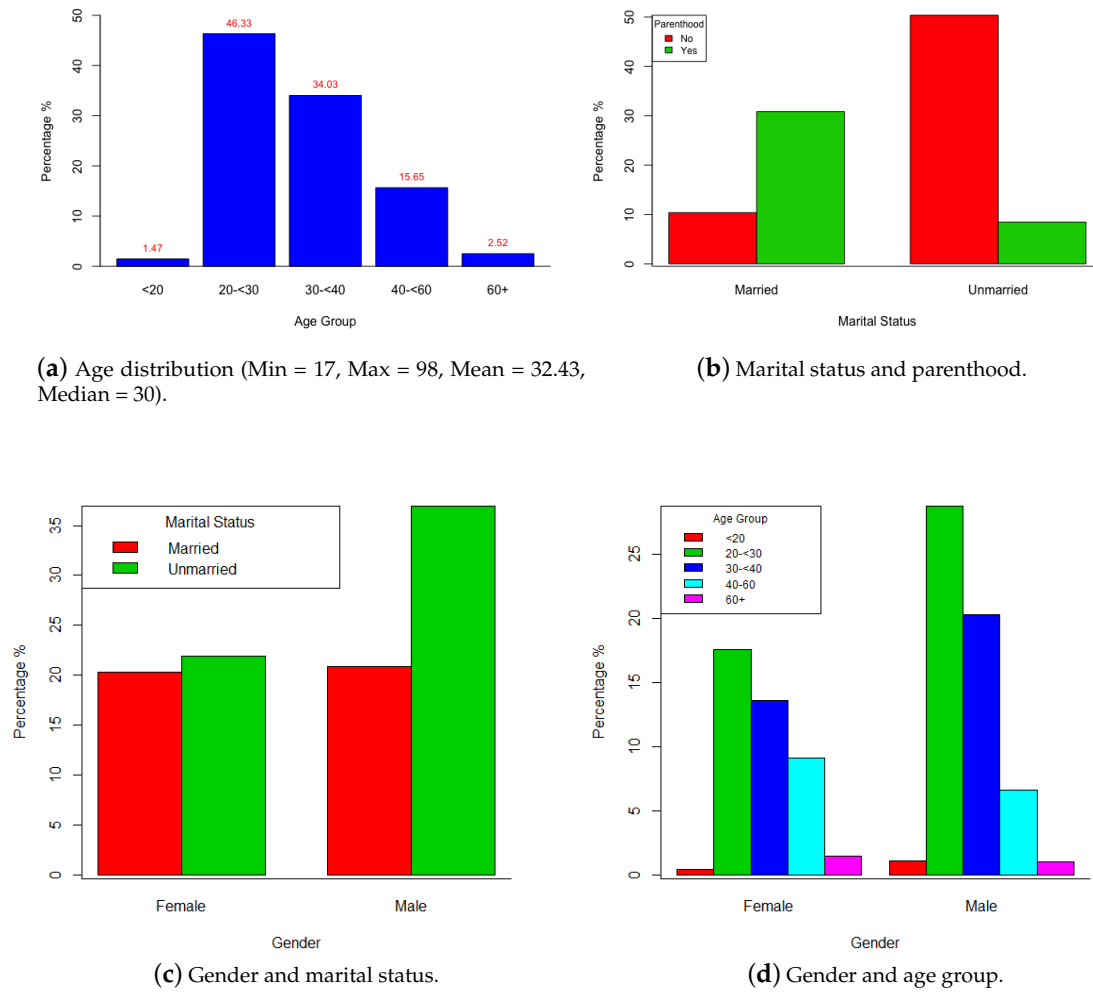 50
40
30
20
10
0
Percentage %
1.47
46.33
34.03
15.65
2.52
<20
20-<30
30-<40
40-<60
60+
Age Group
(a) Age distribution (Min = 17, Max = 98, Mean = 32.43,
Median = 30).
Parenthood
No
Yes
50
40
30
20
10
0
Percentage %
Married
Unmarried
Marital Status
(b) Marital status and parenthood.
Marital Status
Married
Unmarried
35
30
25
20
15
10
5
0
Percentage %
Female
Male
Gender
(c) Gender and marital status.
Age Group
<20
20-<30
30-<40
40-60
60+
25
20
15
10
5
0
Percentage %
Female
Male
Gender
(d) Gender and age group.